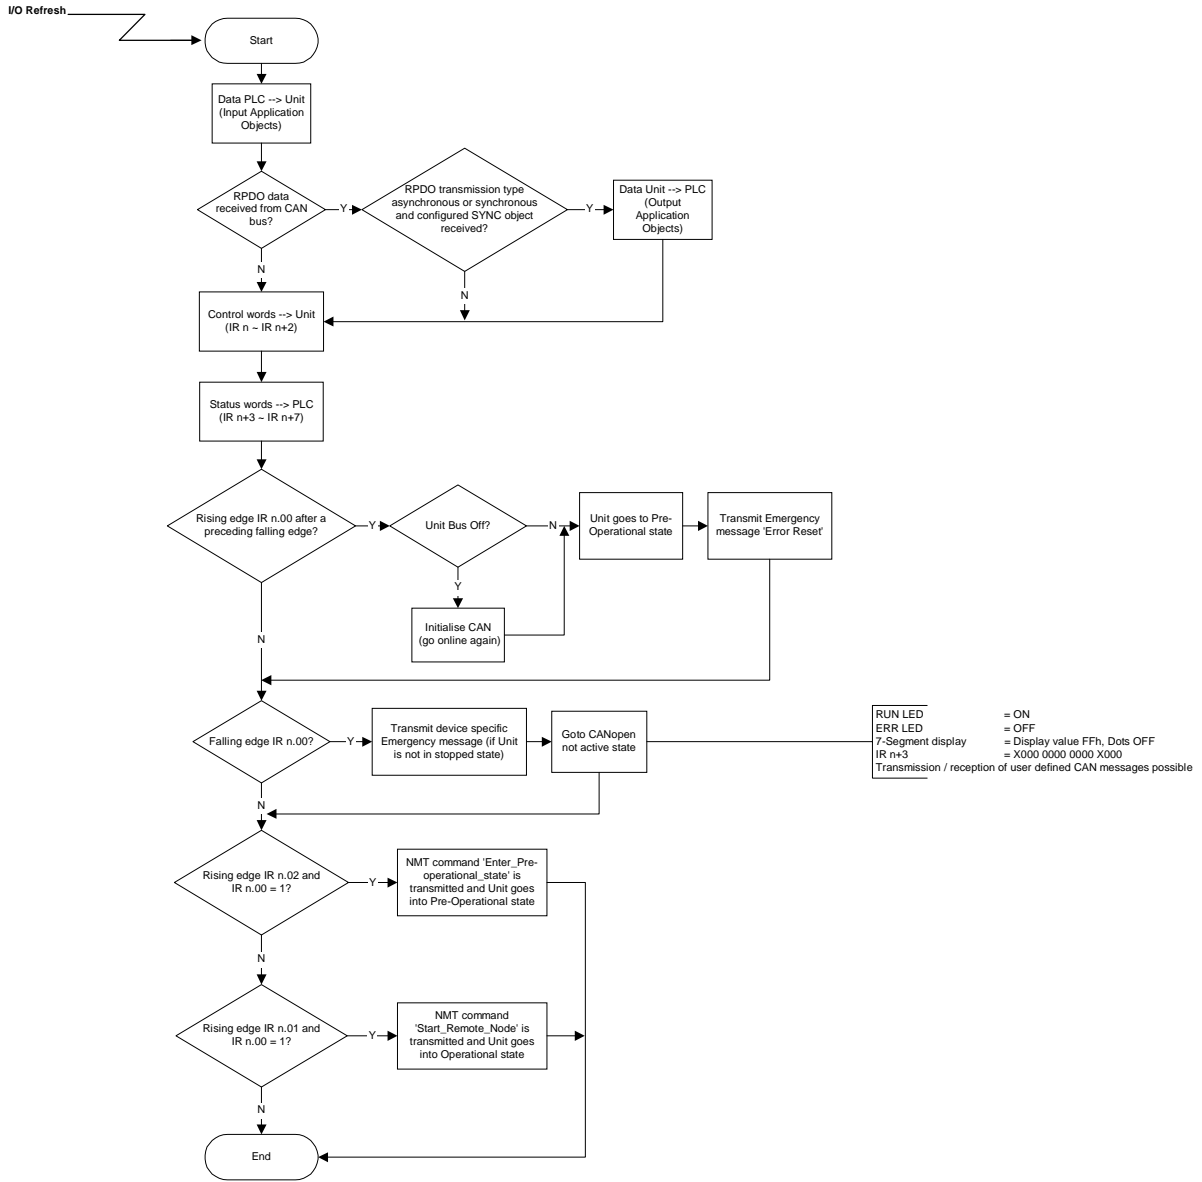 I/O Refresh
Start
Data PLC --> Unit
(Input Application
Objects)
RPDO data
received from CAN
bus?
Y
RPDO transmission type
asynchronous or synchronous
and configured SYNC object
received?
Y
Data Unit --> PLC
(Output
Application
Objects)
N
N
Control words --> Unit
(IR n ~ IR n+2)
Status words --> PLC
(IR n+3 ~ IR n+7)
Rising edge IR n.00 after a
preceding falling edge?
Y
Unit Bus Off?
N
Unit goes to Pre-
Operational state
Transmit Emergency
message 'Error Reset'
Y
Initialise CAN
(go online again)
N
Falling edge IR n.00?
Y
Transmit device specific
Emergency message (if Unit
is not in stopped state)
Goto CANopen
not active state
RUN LED = ON
ERR LED = OFF
7-Segment display = Display value FFh, Dots OFF
IR n+3 = X000 0000 0000 X000
Transmission / reception of user defined CAN messages possible
N
Rising edge IR n.02 and
IR n.00 = 1?
Y
NMT command 'Enter_Pre-
operational_state' is
transmitted and Unit goes
into Pre-Operational state
N
Rising edge IR n.01 and
IR n.00 = 1?
Y
NMT command
'Start_Remote_Node' is
transmitted and Unit goes
into Operational state
N
End